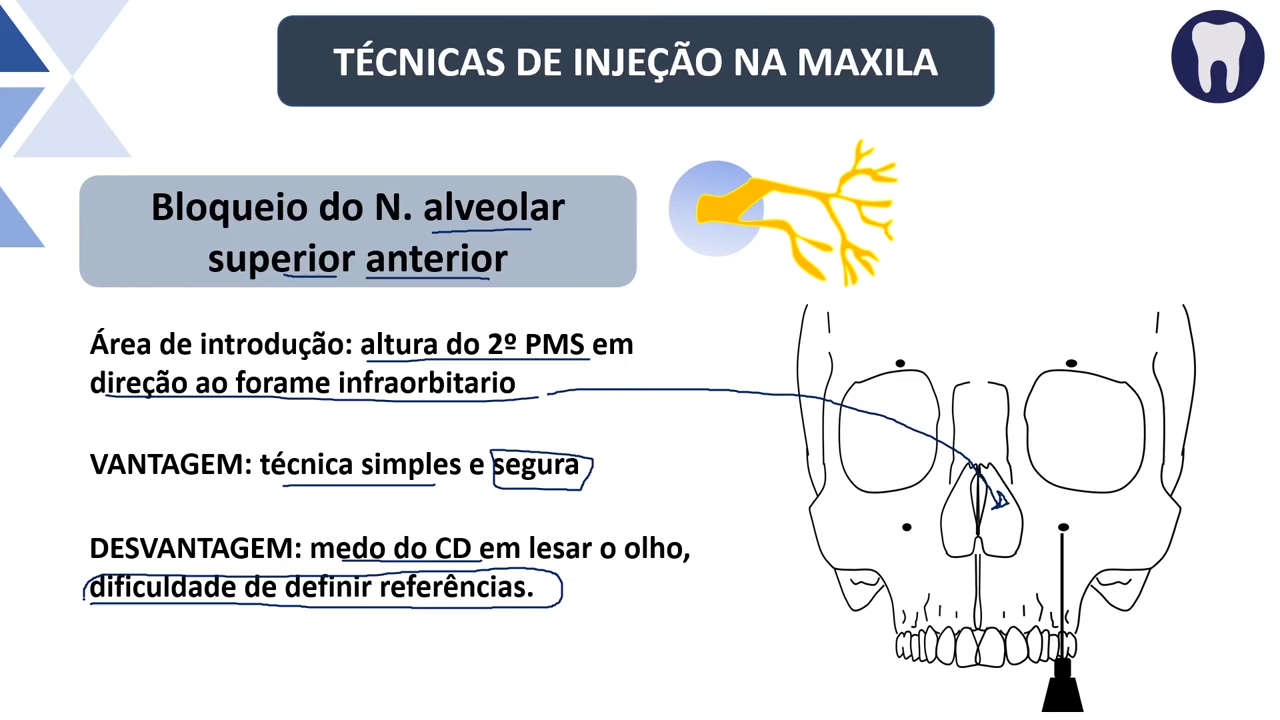 TÉCNICAS DE INJEÇÃO NA MAXILA
Bloqueio do N. alveolar
superior anterior
Área de introdução: altura do 2º PMS em
direção ao forame infraorbitario
VANTAGEM: técnica simples e segura
DESVANTAGEM: medo do CD em lesar o olho,
dificuldade de definir referências.